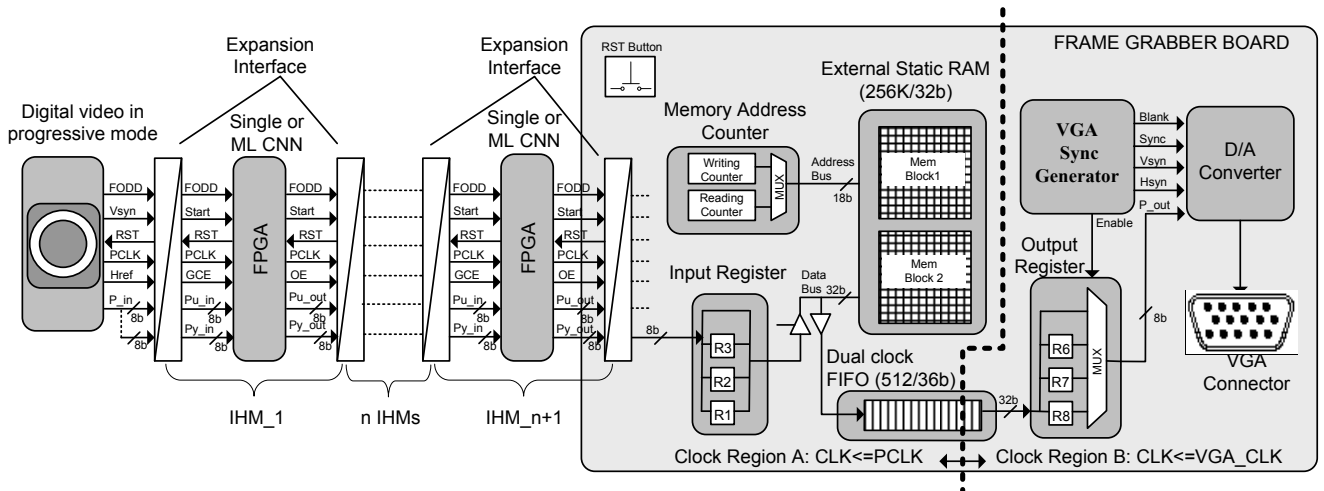 Digital video in
progressive mode
FODD
Vsyn
RST
PCLK
Href
P_in
8b
8b
Expansion
Interface
FODD
Start
RST
PCLK
GCE
Pu_in
8b
Py_in
8b
Single or
ML CNN
FPGA
FODD
Start
RST
PCLK
OE
Pu_out
8b
Py_out
8b
IHM_1
n IHMs
Expansion
Interface
FODD
Start
RST
PCLK
GCE
Pu_in
8b
Py_in
8b
Single or
ML CNN
FPGA
FODD
Start
RST
PCLK
OE
Pu_out
8b
Py_out
8b
IHM_n+1
FRAME GRABBER BOARD
RST Button
Memory Address
Counter
Writing
Counter
Reading
Counter
MUX
Address
Bus
18b
External Static RAM
(256K/32b)
Mem
Block1
Mem
Block 2
8b
Input Register
R3
R2
R1
Data
Bus
32b
Dual clock
FIFO (512/36b)
32b
VGA
Sync
Generator
Blank
Sync
Vsyn
Hsyn
P_out
Enable
D/A
Converter
Output
Register
R6
R7
R8
MUX
8b
VGA
Connector
Clock Region A: CLK<=PCLK
Clock Region B: CLK<=VGA_CLK